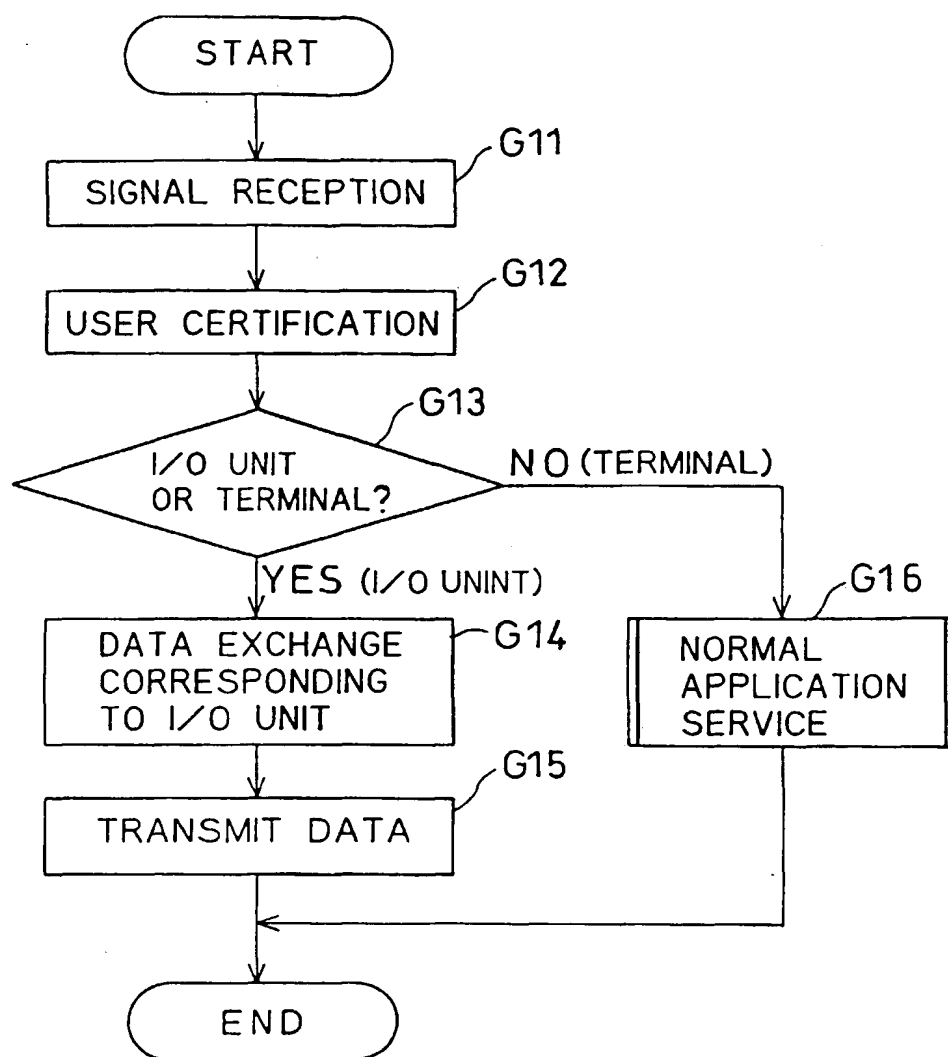 START
G11
SIGNAL RECEPTION
G12
USER CERTIFICATION
G13
I/O UNIT
OR TERMINAL?
NO (TERMINAL)
YES (I/O UNINT)
G14
DATA EXCHANGE
CORRESPONDING
TO I/O UNIT
G16
NORMAL
APPLICATION
SERVICE
G15
TRANSMIT DATA
END